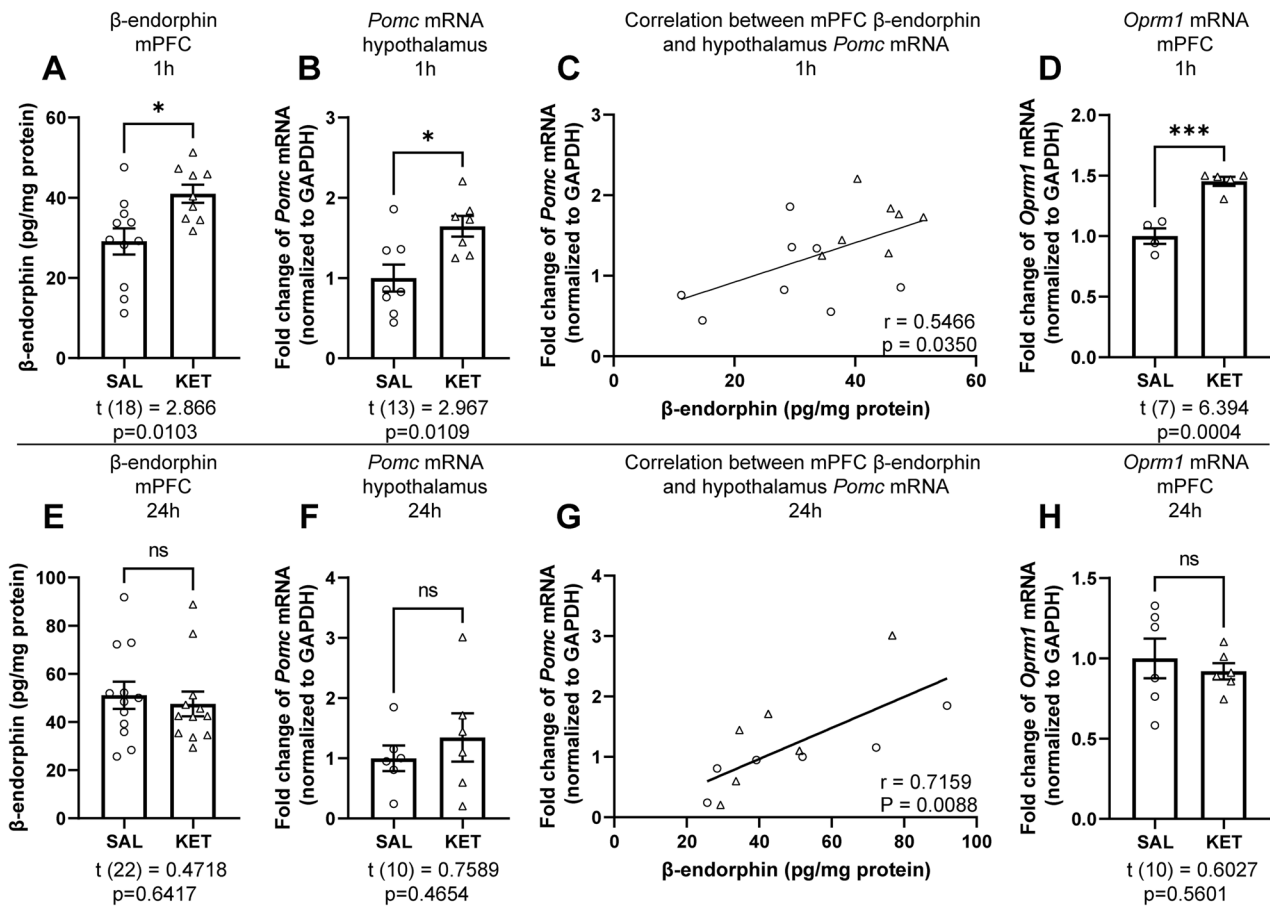 β-endorphin
mPFC
1h
A
*
β-endorphin (pg/mg protein)
60
40
20
0
SAL KET
t (18) = 2.866
p=0.0103
Pomc mRNA
hypothalamus
1h
B
*
Fold change of Pomc mRNA
(normalized to GAPDH)
3
2
1
0
SAL KET
t (13) = 2.967
p=0.0109
Correlation between mPFC β-endorphin
and hypothalamus Pomc mRNA
1h
C
Fold change of Pomc mRNA
(normalized to GAPDH)
3
2
1
0
r = 0.5466
p = 0.0350
0 20 40 60
β-endorphin (pg/mg protein)
Oprm1 mRNA
mPFC
1h
D
***
Fold change of Oprm1 mRNA
(normalized to GAPDH)
2.0
1.5
1.0
0.5
0.0
SAL KET
t (7) = 6.394
p=0.0004
β-endorphin
mPFC
24h
E
ns
β-endorphin (pg/mg protein)
100
80
60
40
20
0
SAL KET
t (22) = 0.4718
p=0.6417
Pomc mRNA
hypothalamus
24h
F
ns
Fold change of Pomc mRNA
(normalized to GAPDH)
4
3
2
1
0
SAL KET
t (10) = 0.7589
p=0.4654
Correlation between mPFC β-endorphin
and hypothalamus Pomc mRNA
24h
G
Fold change of Pomc mRNA
(normalized to GAPDH)
4
3
2
1
0
r = 0.7159
P = 0.0088
0 20 40 60 80 100
β-endorphin (pg/mg protein)
Oprm1 mRNA
mPFC
24h
H
ns
Fold change of Oprm1 mRNA
(normalized to GAPDH)
1.5
1.0
0.5
0.0
SAL KET
t (10) = 0.6027
p=0.5601